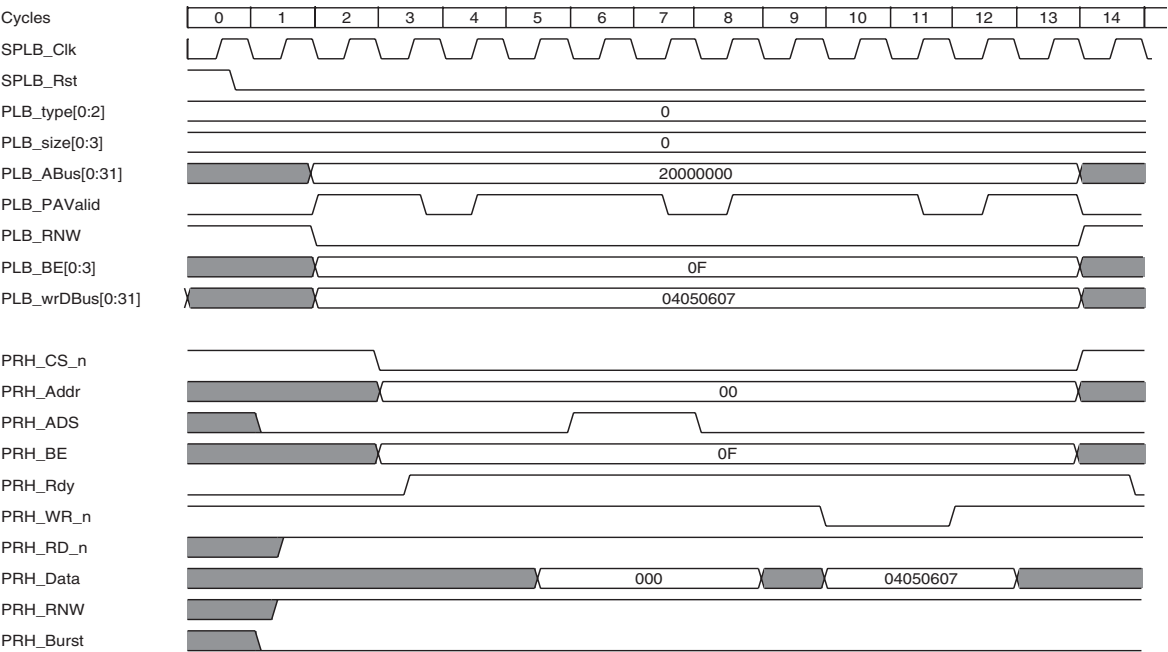 Cycles 0 1 2 3 4 5 6 7 8 9 10 11 12 13 14
SPLB_Clk
SPLB_Rst
PLB_type[0:2] 0
PLB_size[0:3] 0
PLB_ABus[0:31] 20000000
PLB_PAValid
PLB_RNW
PLB_BE[0:3] 0F
PLB_wrDBus[0:31] 04050607
PRH_CS_n
PRH_Addr 00
PRH_ADS
PRH_BE 0F
PRH_Rdy
PRH_WR_n
PRH_RD_n
PRH_Data 000 04050607
PRH_RNW
PRH_Burst